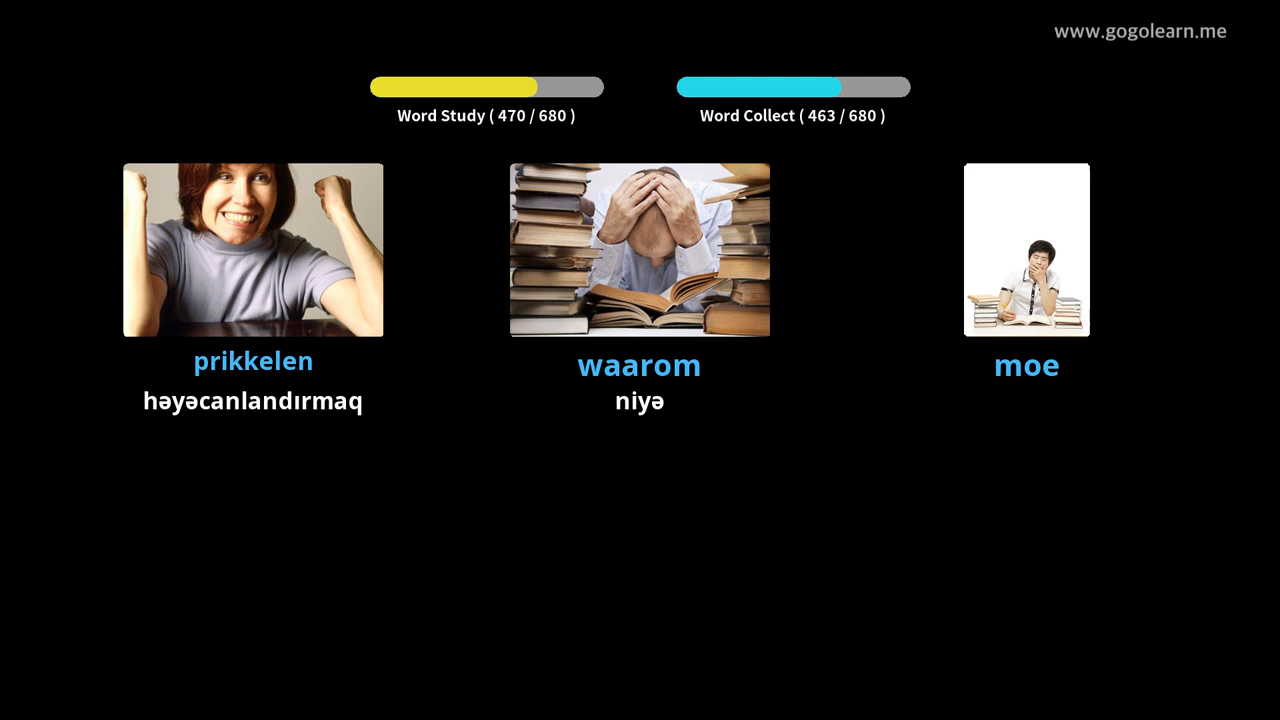 www.gogolearn.me
Word Study ( 470 / 680 )
Word Collect ( 463 / 680 )
prikkelen
həyəcanlandırmaq
waarom
niyə
moe